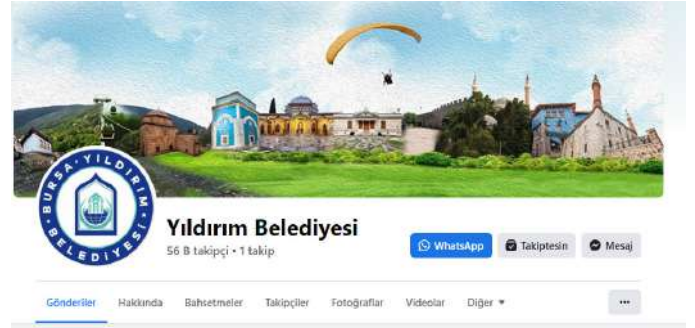 BURSA · YILDIRIM · BELEDİYESİ
Yıldırım Belediyesi
56 B takipçi • 1 takip
WhatsApp
Takiptesin
Mesaj
Gönderiler Hakkında Bahsetmeler Takipçiler Fotoğraflar Videolar Diğer